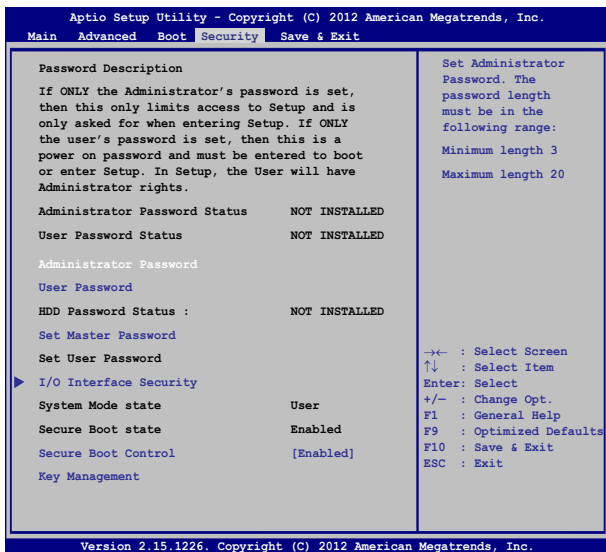 Aptio Setup Utility - Copyright (C) 2012 American Megatrends, Inc.
Main Advanced Boot Security Save & Exit
Password Description
If ONLY the Administrator's password is set,
then this only limits access to Setup and is
only asked for when entering Setup. If ONLY
the user's password is set, then this is a
power on password and must be entered to boot
or enter Setup. In Setup, the User will have
Administrator rights.
Administrator Password Status NOT INSTALLED
User Password Status NOT INSTALLED
Administrator Password
User Password
HDD Password Status : NOT INSTALLED
Set Master Password
Set User Password
I/O Interface Security
System Mode state User
Secure Boot state Enabled
Secure Boot Control [Enabled]
Key Management
Set Administrator
Password. The
password length
must be in the
following range:
Minimum length 3
Maximum length 20
→← : Select Screen
↑↓ : Select Item
Enter: Select
+/— : Change Opt.
F1 : General Help
F9 : Optimized Defaults
F10 : Save & Exit
ESC : Exit
Version 2.15.1226. Copyright (C) 2012 American Megatrends, Inc.